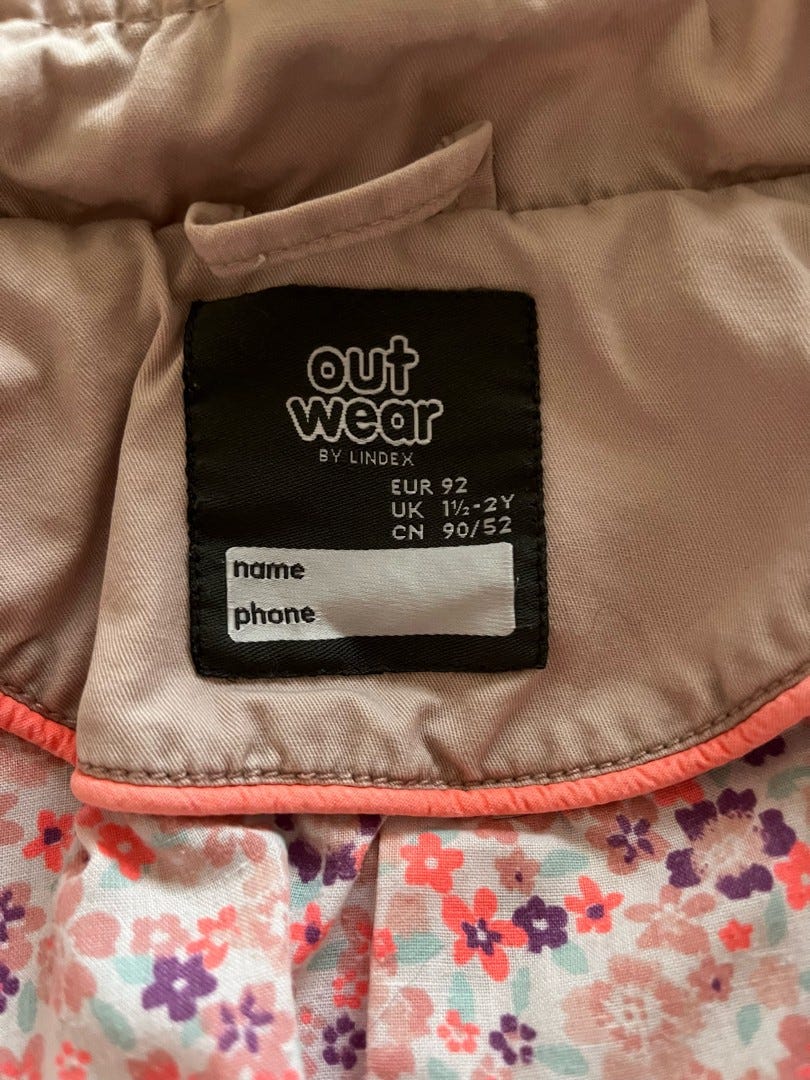 out
wear
BY LINDEX
EUR 92
UK 1½-2Y
CN 90/52
name
phone